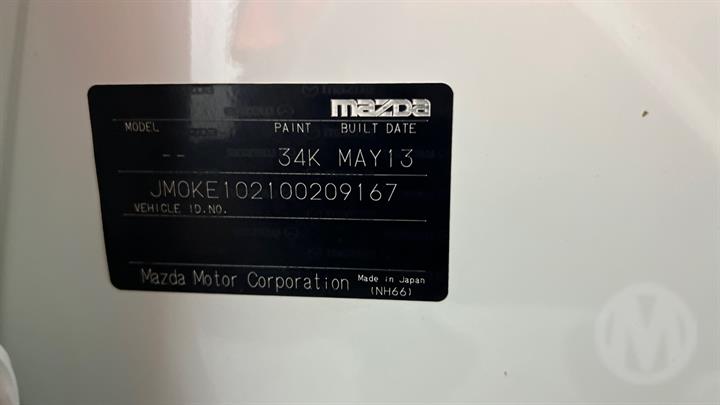 mazda
MODEL PAINT BUILT DATE
-- 34K MAY13
JM0KE102100209167
VEHICLE ID.NO.
Mazda Motor Corporation Made in Japan
(NH66)
M